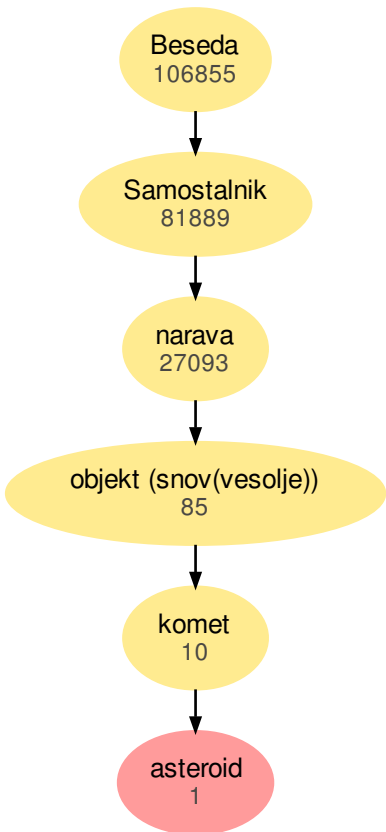 Beseda
106855
Samostalnik
81889
narava
27093
objekt (snov(vesolje))
85
komet
10
asteroid
1